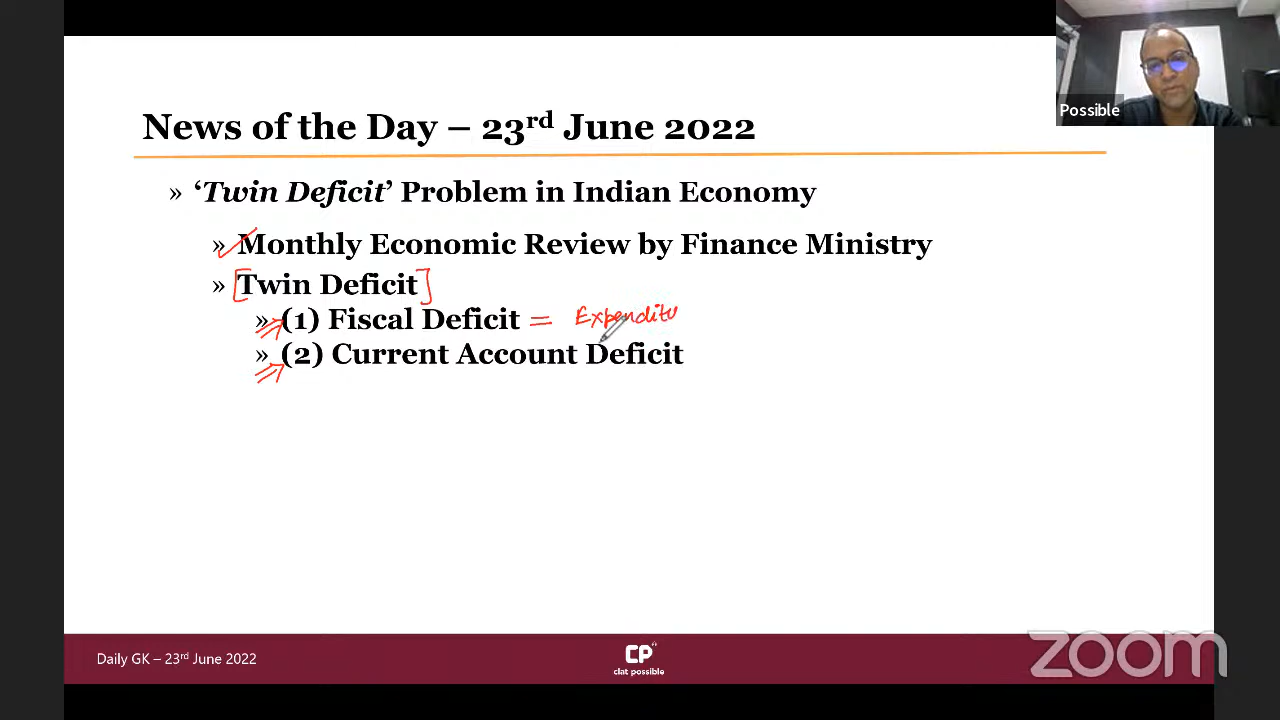 Possible
News of the Day – 23rd June 2022
» ‘Twin Deficit’ Problem in Indian Economy
» Monthly Economic Review by Finance Ministry
» [Twin Deficit]
» (1) Fiscal Deficit = Expenditu
» (2) Current Account Deficit
Daily GK – 23rd June 2022
CP
clat possible
zoom